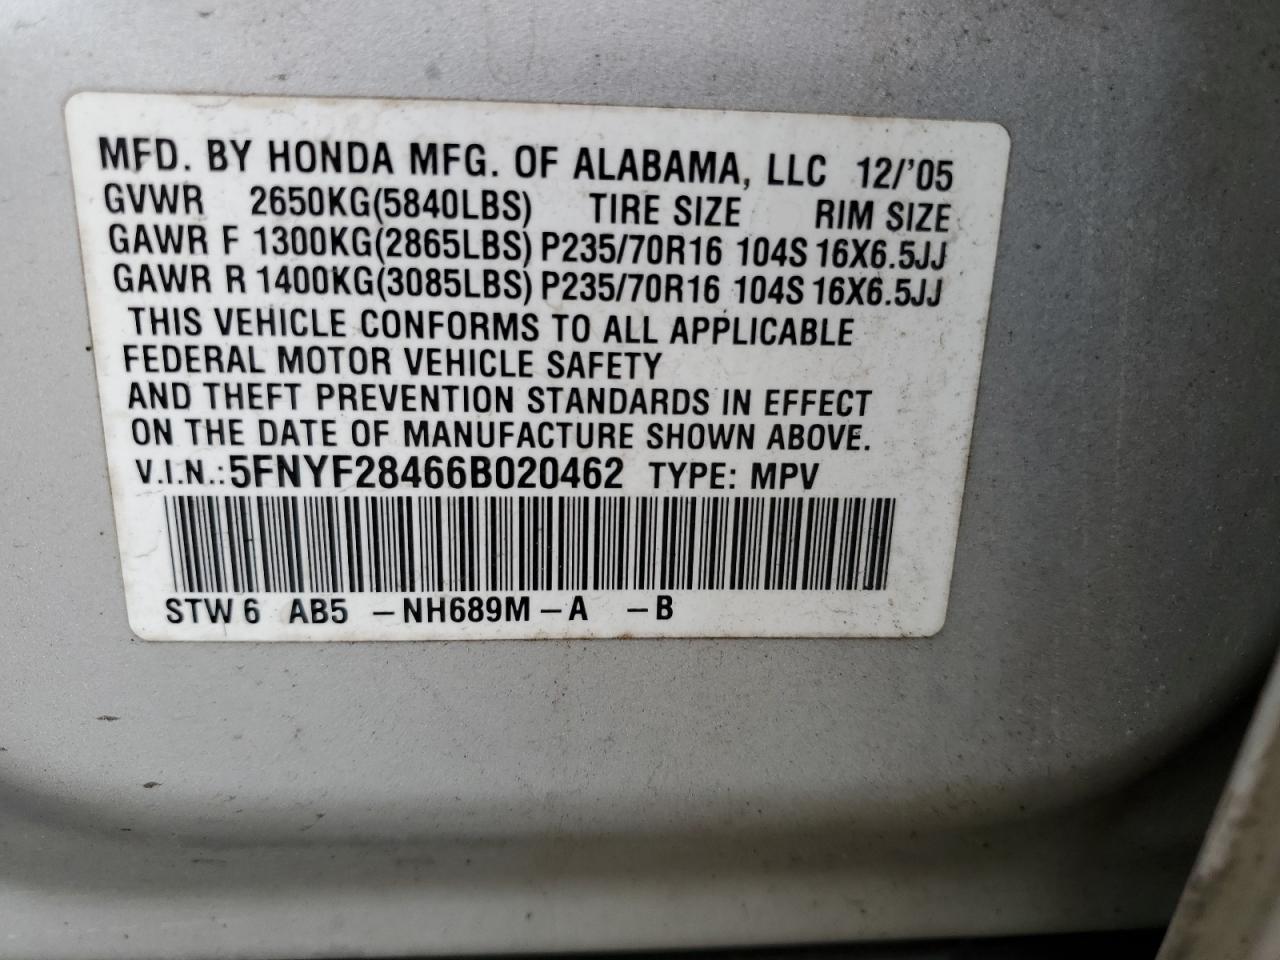 MFD. BY HONDA MFG. OF ALABAMA, LLC 12/'05
GVWR 2650KG(5840LBS) TIRE SIZE RIM SIZE
GAWR F 1300KG(2865LBS) P235/70R16 104S 16X6.5JJ
GAWR R 1400KG(3085LBS) P235/70R16 104S 16X6.5JJ
THIS VEHICLE CONFORMS TO ALL APPLICABLE
FEDERAL MOTOR VEHICLE SAFETY
AND THEFT PREVENTION STANDARDS IN EFFECT
ON THE DATE OF MANUFACTURE SHOWN ABOVE.
V.I.N.: 5FNYF28466B020462 TYPE: MPV
STW 6 AB5 -NH689M -A -B